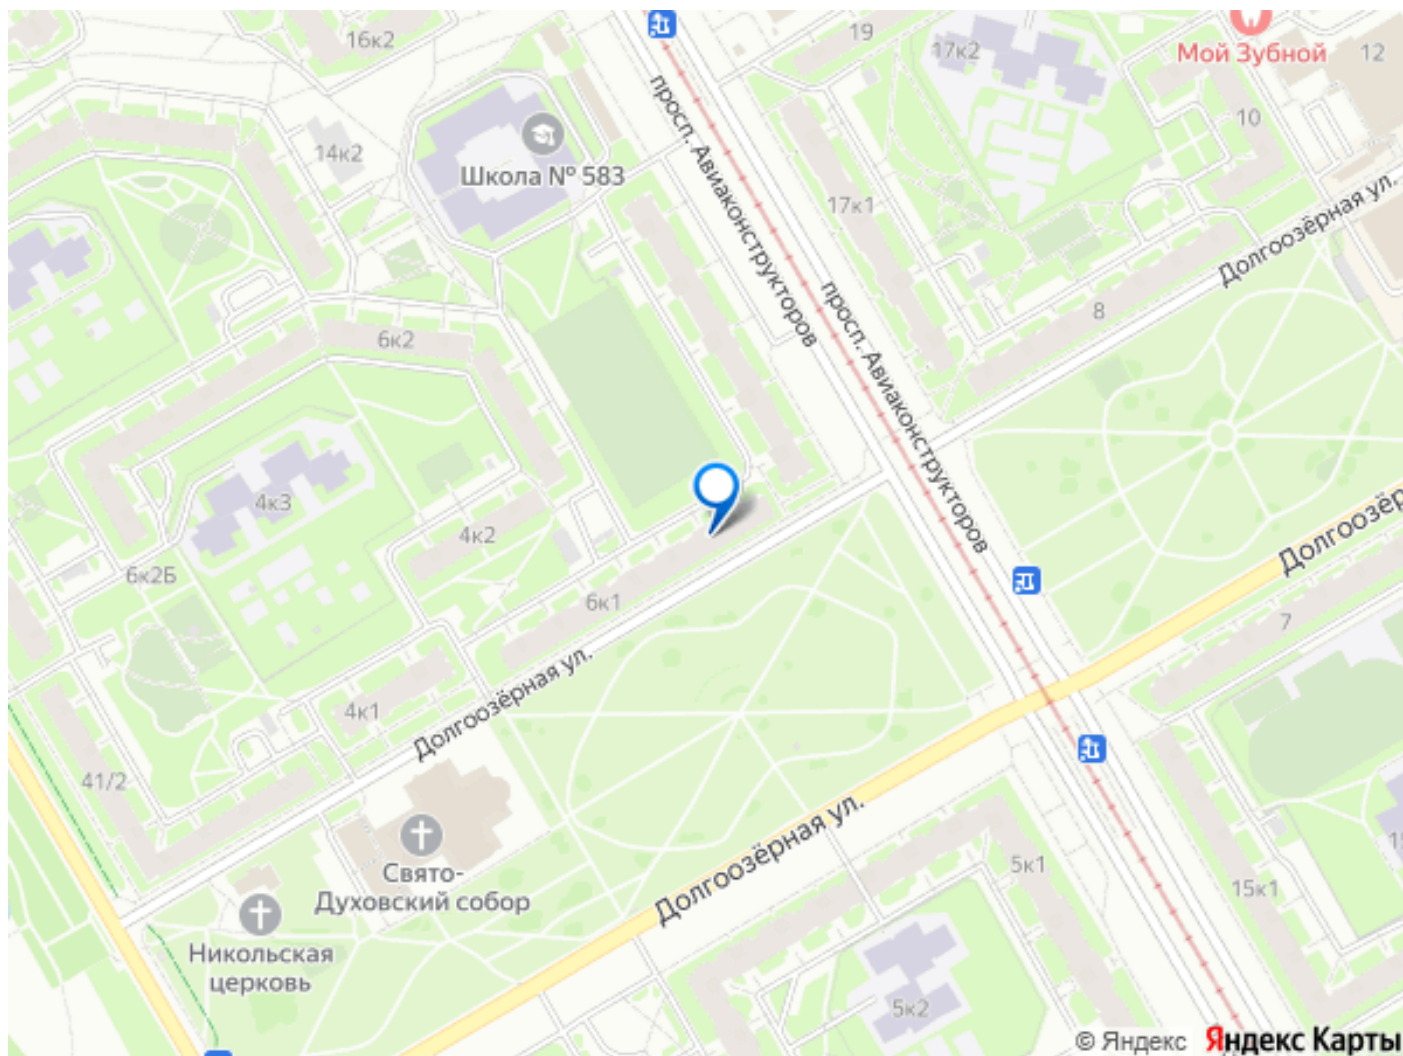 16к2
19
17к2
Мой Зубной
12
10
14к2
Школа № 583
просп. Авиаконструкторов
17к1
Долгоозёрная ул.
просп. Авиаконструкторов
8
6к2
4к3
4к2
6к2Б
6к1
Долгоозёр
7
4к1
Долгоозёрная ул.
41/2
Свято-
Духовский собор
Долгоозёрная ул.
5к1
15к1
15
Никольская
церковь
5к2
© Яндекс Яндекс Карты